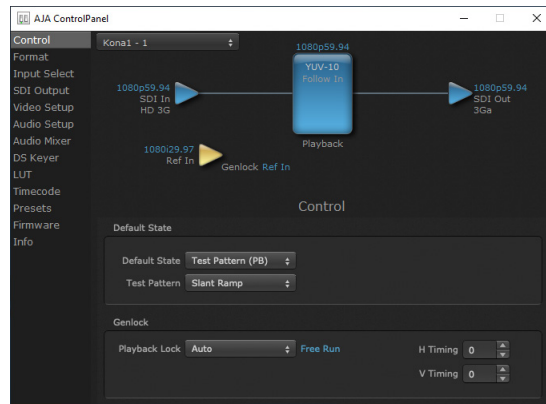 AJA ControlPanel
Control
Format
Input Select
SDI Output
Video Setup
Audio Setup
Audio Mixer
DS Keyer
LUT
Timecode
Presets
Firmware
Info
Kona1 - 1
1080p59.94
YUV-10
Follow In
Playback
1080p59.94
SDI In
HD 3G
1080p59.94
SDI Out
3Ga
1080i29.97
Ref In
Genlock Ref In
Control
Default State
Default State Test Pattern (PB)
Test Pattern Slant Ramp
Genlock
Playback Lock Auto Free Run H Timing 0
V Timing 0